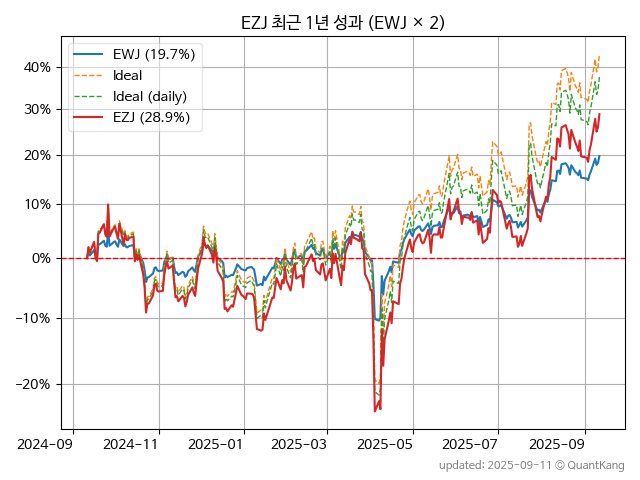 EZJ 최근 1년 성과 (EWJ × 2)
EWJ (19.7%)
Ideal
Ideal (daily)
EZJ (28.9%)
40%
30%
20%
10%
0%
−10%
−20%
2024-09
2024-11
2025-01
2025-03
2025-05
2025-07
2025-09
updated: 2025-09-11 © QuantKang